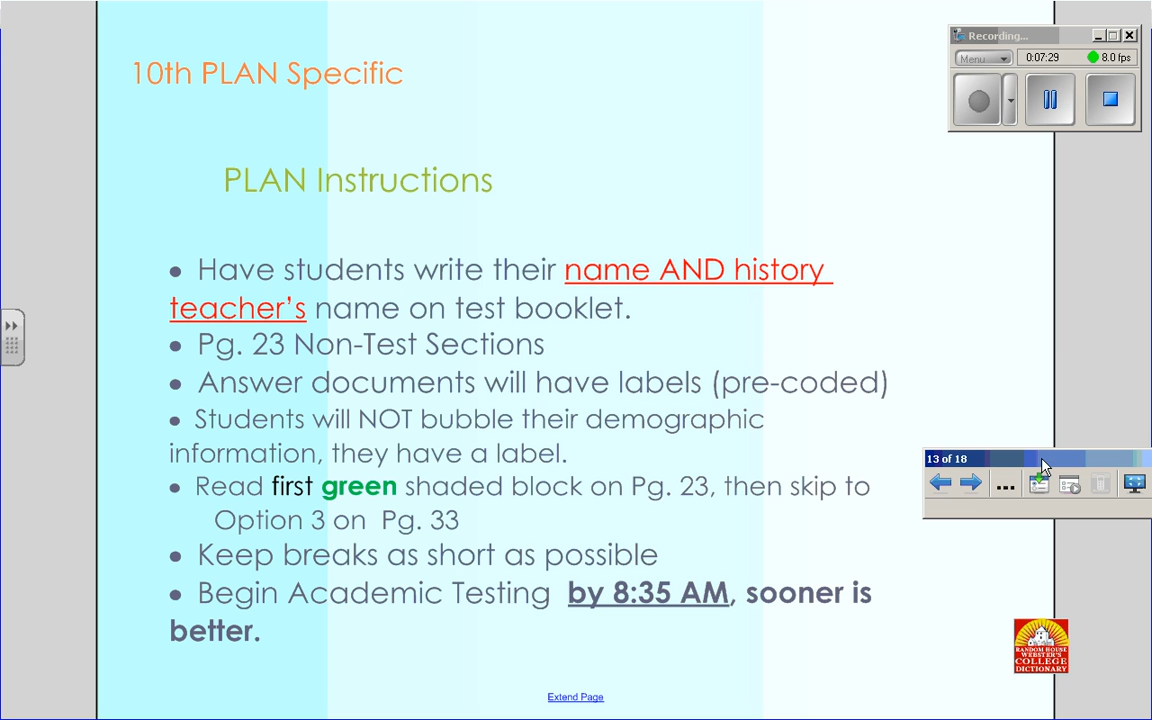 Recording...
Menu
0:07:29
8.0 fps
10th PLAN Specific
PLAN Instructions
• Have students write their name AND history
teacher's name on test booklet.
• Pg. 23 Non-Test Sections
• Answer documents will have labels (pre-coded)
• Students will NOT bubble their demographic
information, they have a label.
• Read first green shaded block on Pg. 23, then skip to
Option 3 on Pg. 33
• Keep breaks as short as possible
• Begin Academic Testing by 8:35 AM, sooner is
better.
13 of 18
...
RANDOM HOUSE
WEBSTER'S
COLLEGE
DICTIONARY
Extend Page